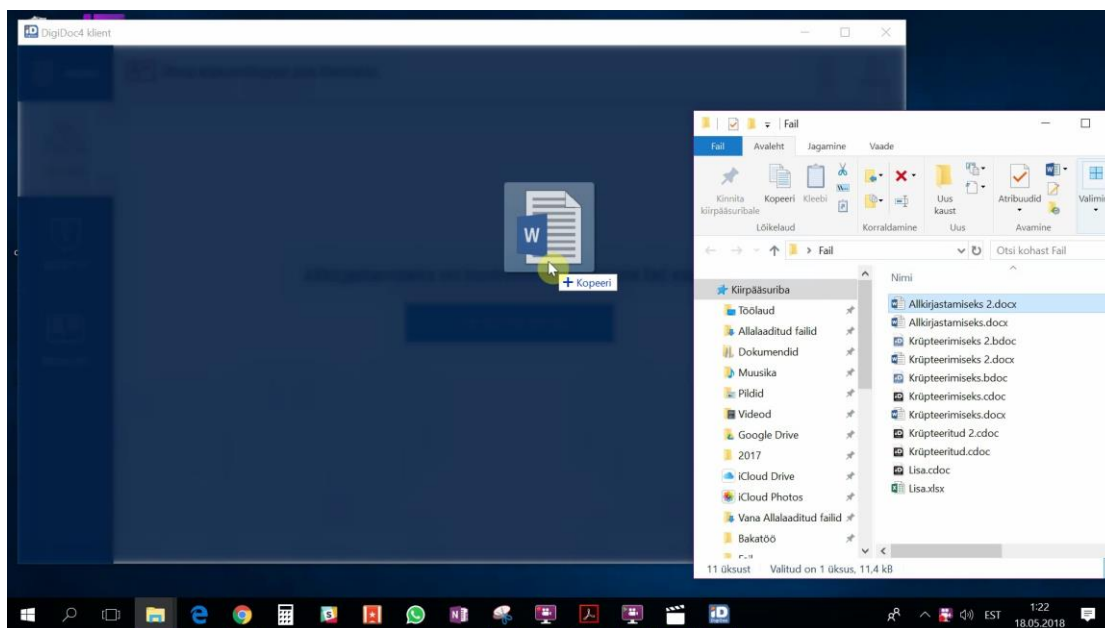 DigiDoc4 klient
Kopeeri
Fail
Fail Avaleht Jagamine Vaade
Kinnita kiirpääsuribale
Kopeeri
Kleebi
Lõikelaud
Korraldamine
Uus kaust
Uus
Atribuudid
Avamine
Fail
Otsi kohast Fail
Kiirpääsuriba
Töölaud
Allalaaditud failid
Dokumendid
Muusika
Pildid
Videod
Google Drive
2017
iCloud Drive
iCloud Photos
Vana Allalaaditud failid
Bakatöö
Nimi
Allkirjastamiseks 2.docx
Allkirjastamiseks.docx
Krüpteerimiseks 2.bdoc
Krüpteerimiseks 2.docx
Krüpteerimiseks.bdoc
Krüpteerimiseks.cdoc
Krüpteerimiseks.docx
Krüpteeritud 2.cdoc
Krüpteeritud.cdoc
Lisa.cdoc
Lisa.xlsx
11 üksust Valitud on 1 üksus, 11,4 kB
EST
1:22
18.05.2018